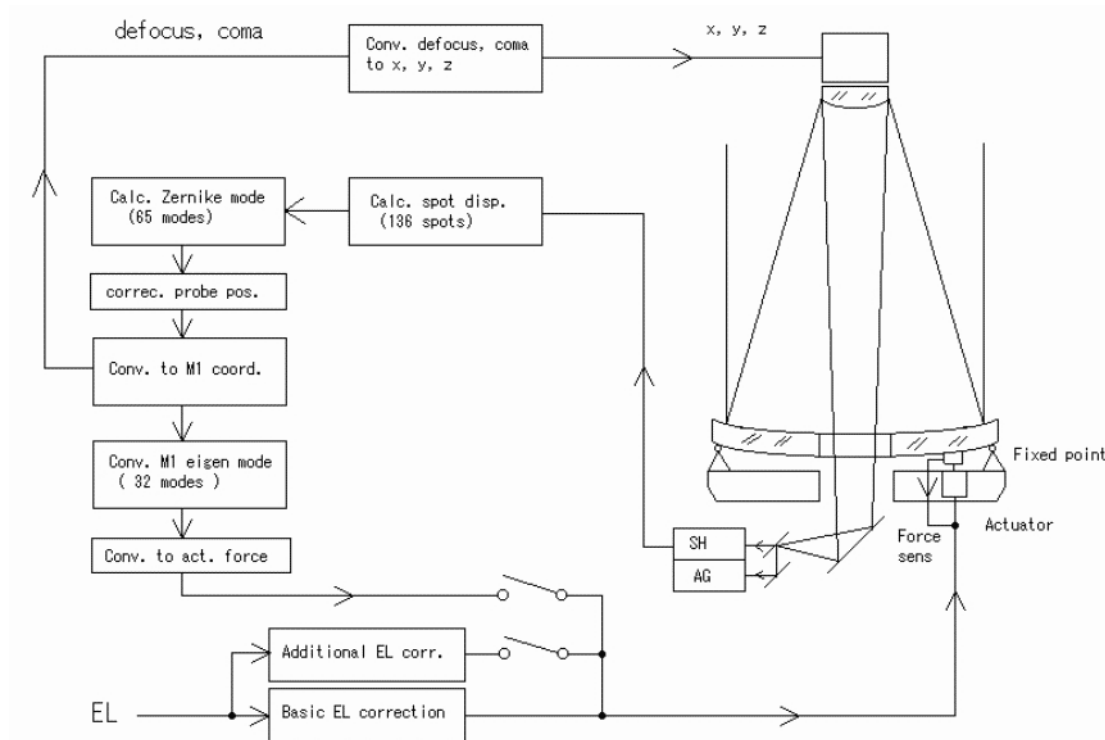 defocus, coma
Conv. defocus, coma
to x, y, z
x, y, z
Calc. Zernike mode
(65 modes)
Calc. spot disp.
(136 spots)
correc. probe pos.
Conv. to M1 coord.
Conv. M1 eigen mode
( 32 modes )
Fixed point
Actuator
Force
sens
SH
AG
Conv. to act. force
Additional EL corr.
EL
Basic EL correction